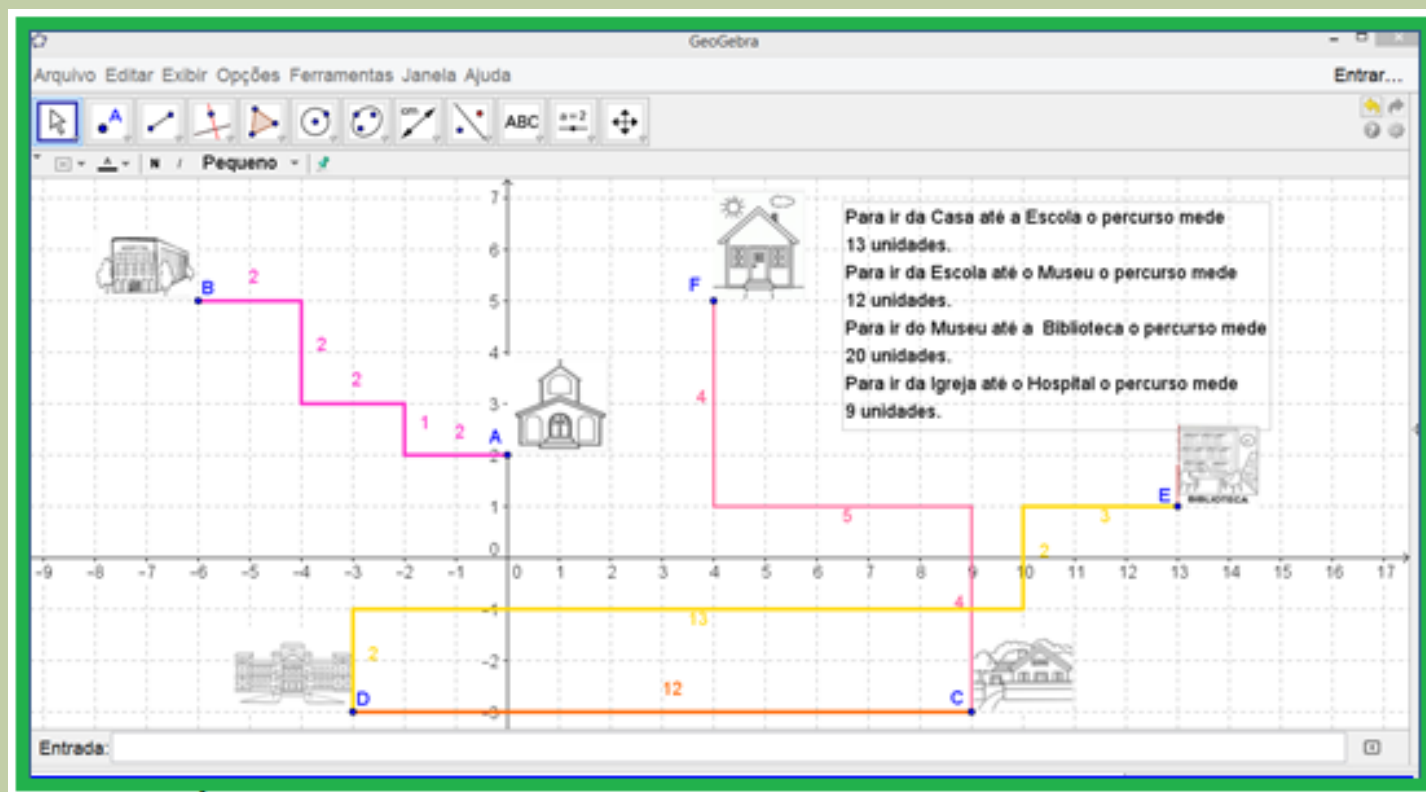 GeoGebra
Arquivo Editar Exibir Opções Ferramentas Janela Ajuda
Entrar...
A
cm
ABC
a=2
A
N I Pequeno
Para ir da Casa até a Escola o percurso mede
13 unidades.
Para ir da Escola até o Museu o percurso mede
12 unidades.
Para ir do Museu até a Biblioteca o percurso mede
20 unidades.
Para ir da Igreja até o Hospital o percurso mede
9 unidades.
7
6
5
4
3
2
1
0
-1
-2
-3
-9 -8 -7 -6 -5 -4 -3 -2 -1 0 1 2 3 4 5 6 7 8 9 10 11 12 13 14 15 16 17
B
2
2
2
1
2
A
F
4
5
4
E
BIBLIOTECA
3
2
13
2
D
12
C
Entrada: